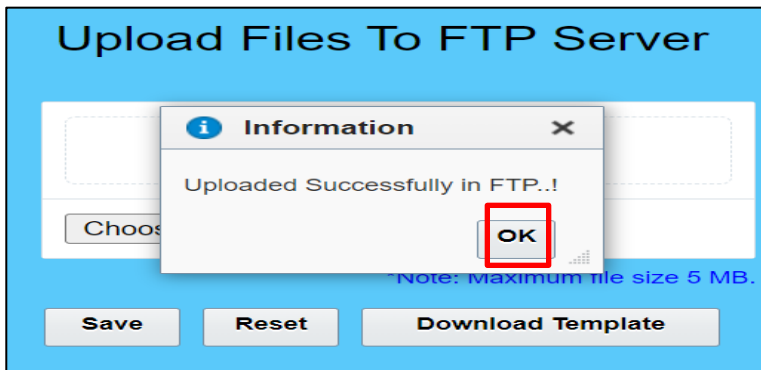 Upload Files To FTP Server
Information
Uploaded Successfully in FTP..!
OK
*Note: Maximum file size 5 MB.
Save Reset Download Template